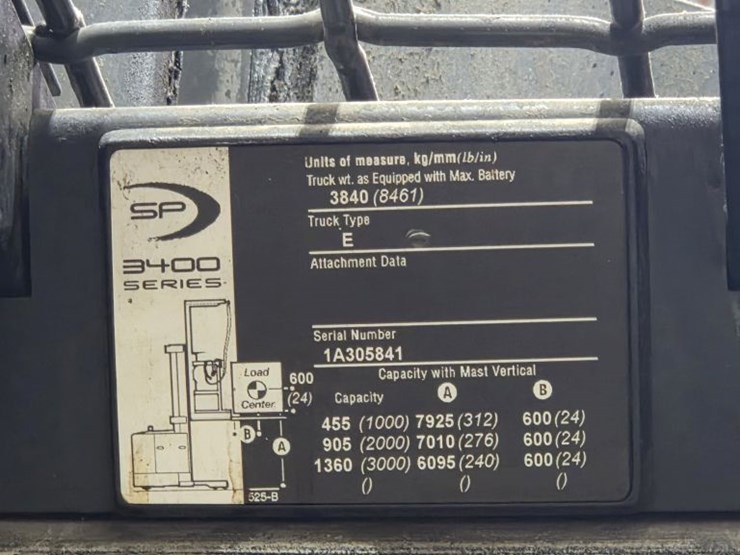 SP
3400
SERIES
Load
Center
600
(24)
B
A
525-B
Units of measure, kg/mm(lb/in)
Truck wt. as Equipped with Max. Battery
3840 (8461)
Truck Type
E
Attachment Data
Serial Number
1A305841
Capacity with Mast Vertical
Capacity A B
455 (1000) 7925 (312) 600 (24)
905 (2000) 7010 (276) 600 (24)
1360 (3000) 6095 (240) 600 (24)
() () ()